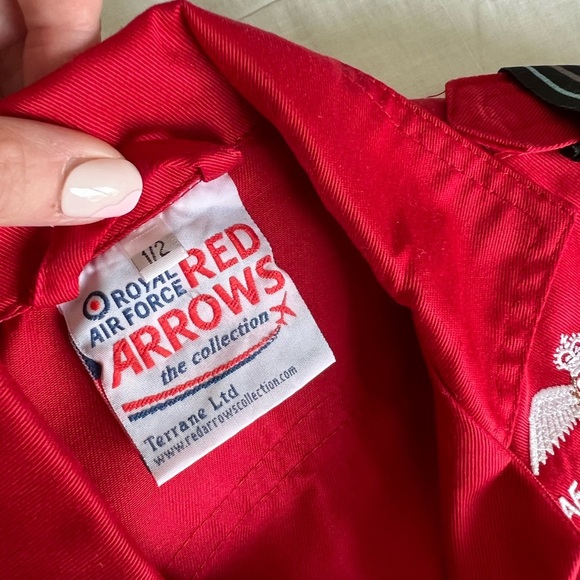 1/2
ROYAL
AIR FORCE
RED
ARROWS
the collection
Terrane Ltd
www.redarrowscollection.com